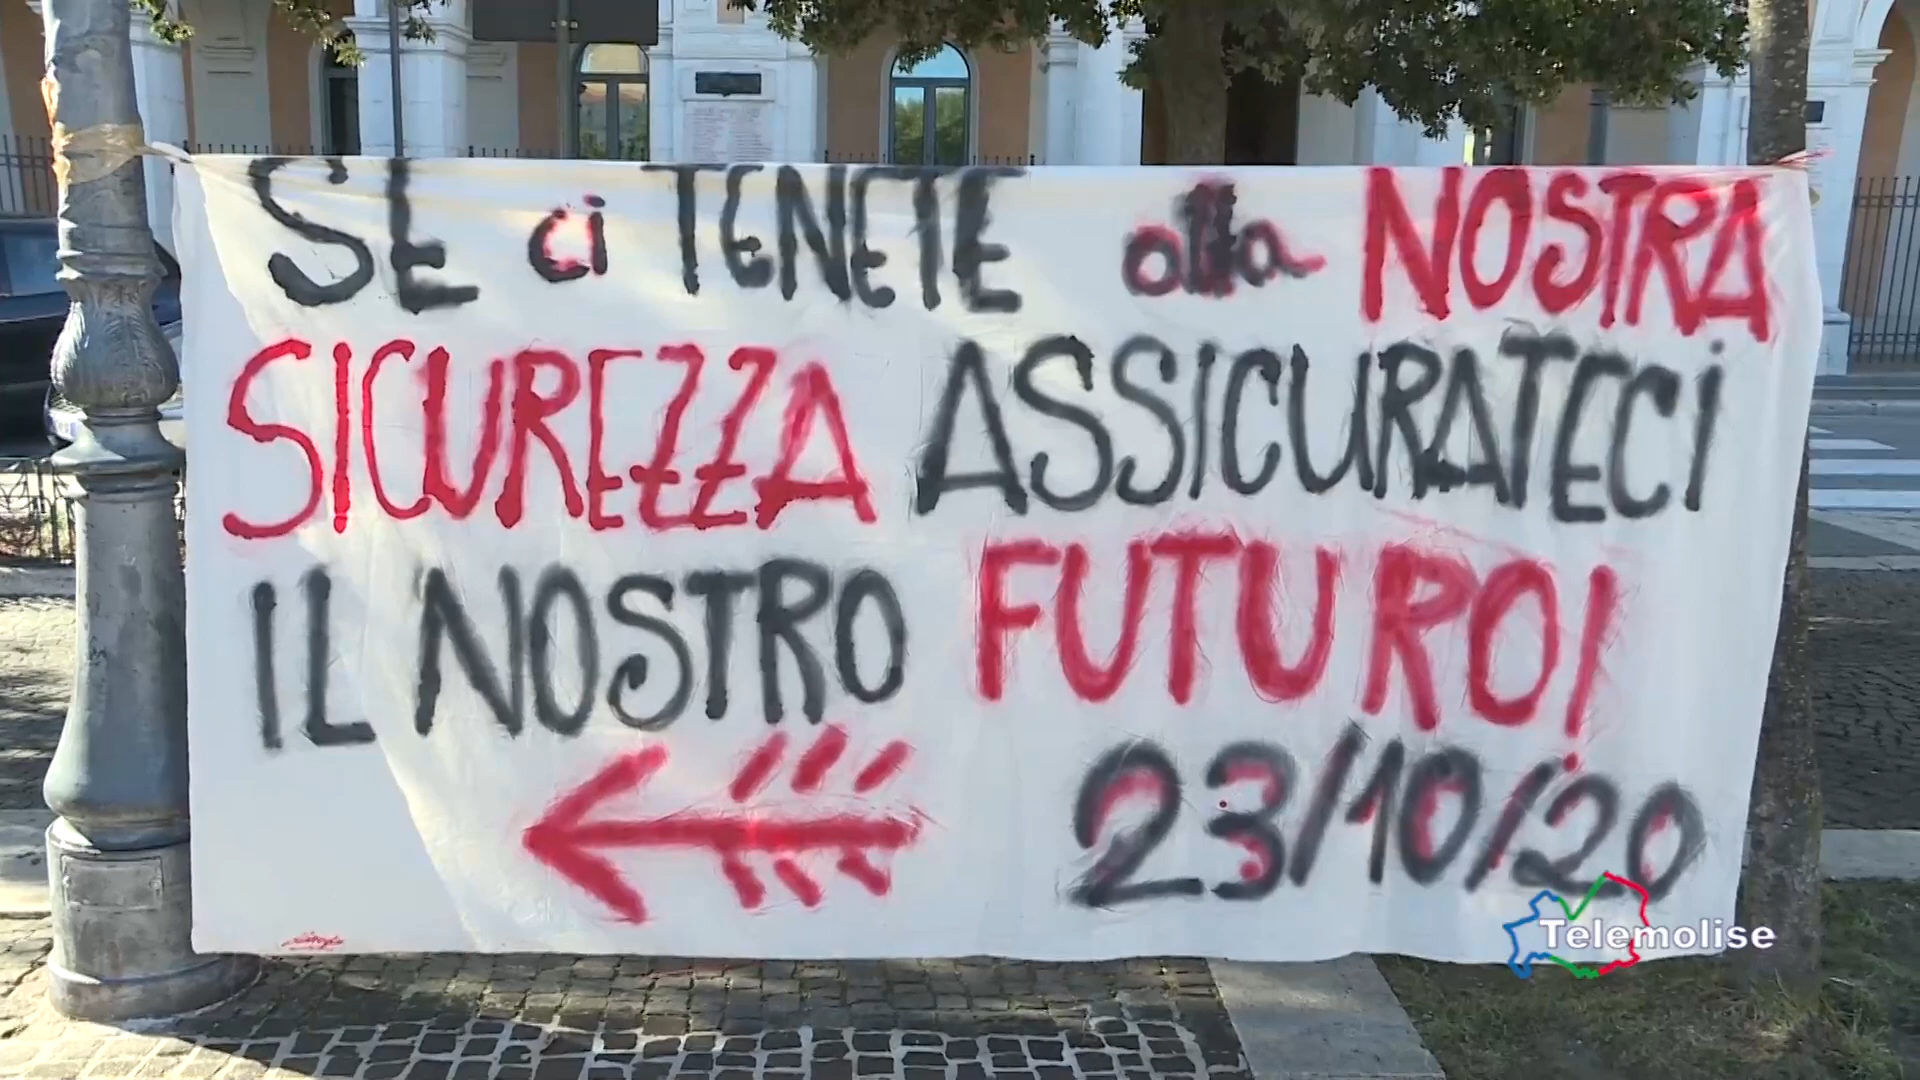 SE ci TENETE alla NOSTRA
SICUREZZA ASSICURATECI
IL NOSTRO FUTURO!
23/10/20
Telemolise